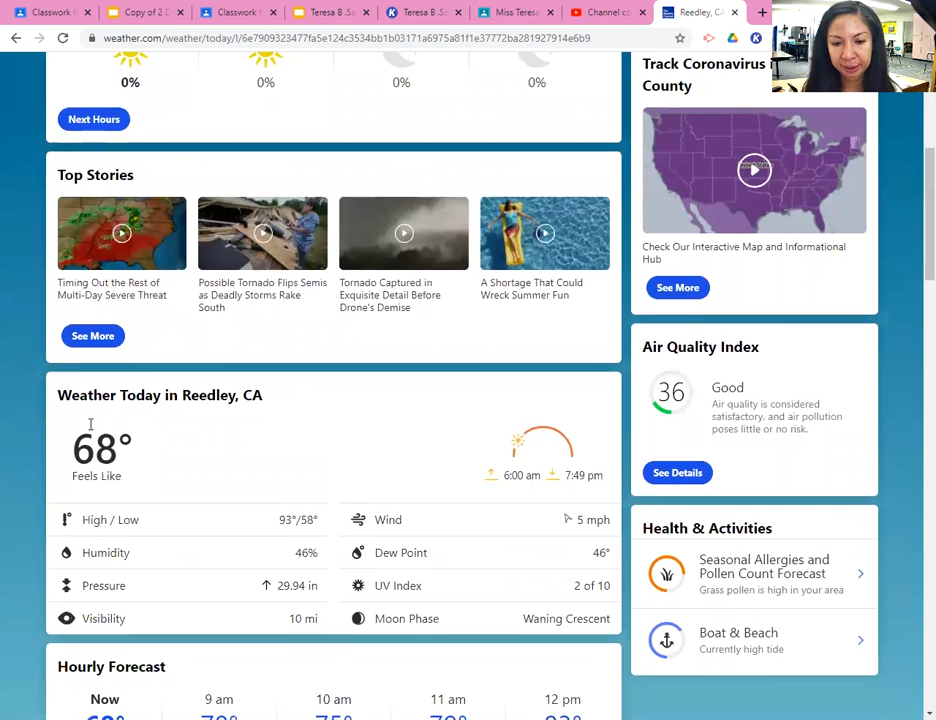 Classwork f
Copy of 2 D
Classwork f
Teresa B .Sa
Teresa B .Sa
Miss Teresa
Channel co
Reedley, C
weather.com/weather/today/l/6e7909323477fa5e124c3534bb1b03171a6975a81f1e37772ba281927914e6b9
0%
0%
0%
0%
Next Hours
Top Stories
Timing Out the Rest of
Multi-Day Severe Threat
Possible Tornado Flips Semis
as Deadly Storms Rake
South
Tornado Captured in
Exquisite Detail Before
Drone's Demise
A Shortage That Could
Wreck Summer Fun
See More
Weather Today in Reedley, CA
68°
Feels Like
6:00 am
7:49 pm
High / Low
93°/58°
Wind
5 mph
Humidity
46%
Dew Point
46°
Pressure
29.94 in
UV Index
2 of 10
Visibility
10 mi
Moon Phase
Waning Crescent
Hourly Forecast
Now
9 am
10 am
11 am
12 pm
Track Coronavirus
County
Check Our Interactive Map and Informational
Hub
See More
Air Quality Index
36
Good
Air quality is considered
satisfactory, and air pollution
poses little or no risk.
See Details
Health & Activities
Seasonal Allergies and
Pollen Count Forecast
Grass pollen is high in your area
Boat & Beach
Currently high tide